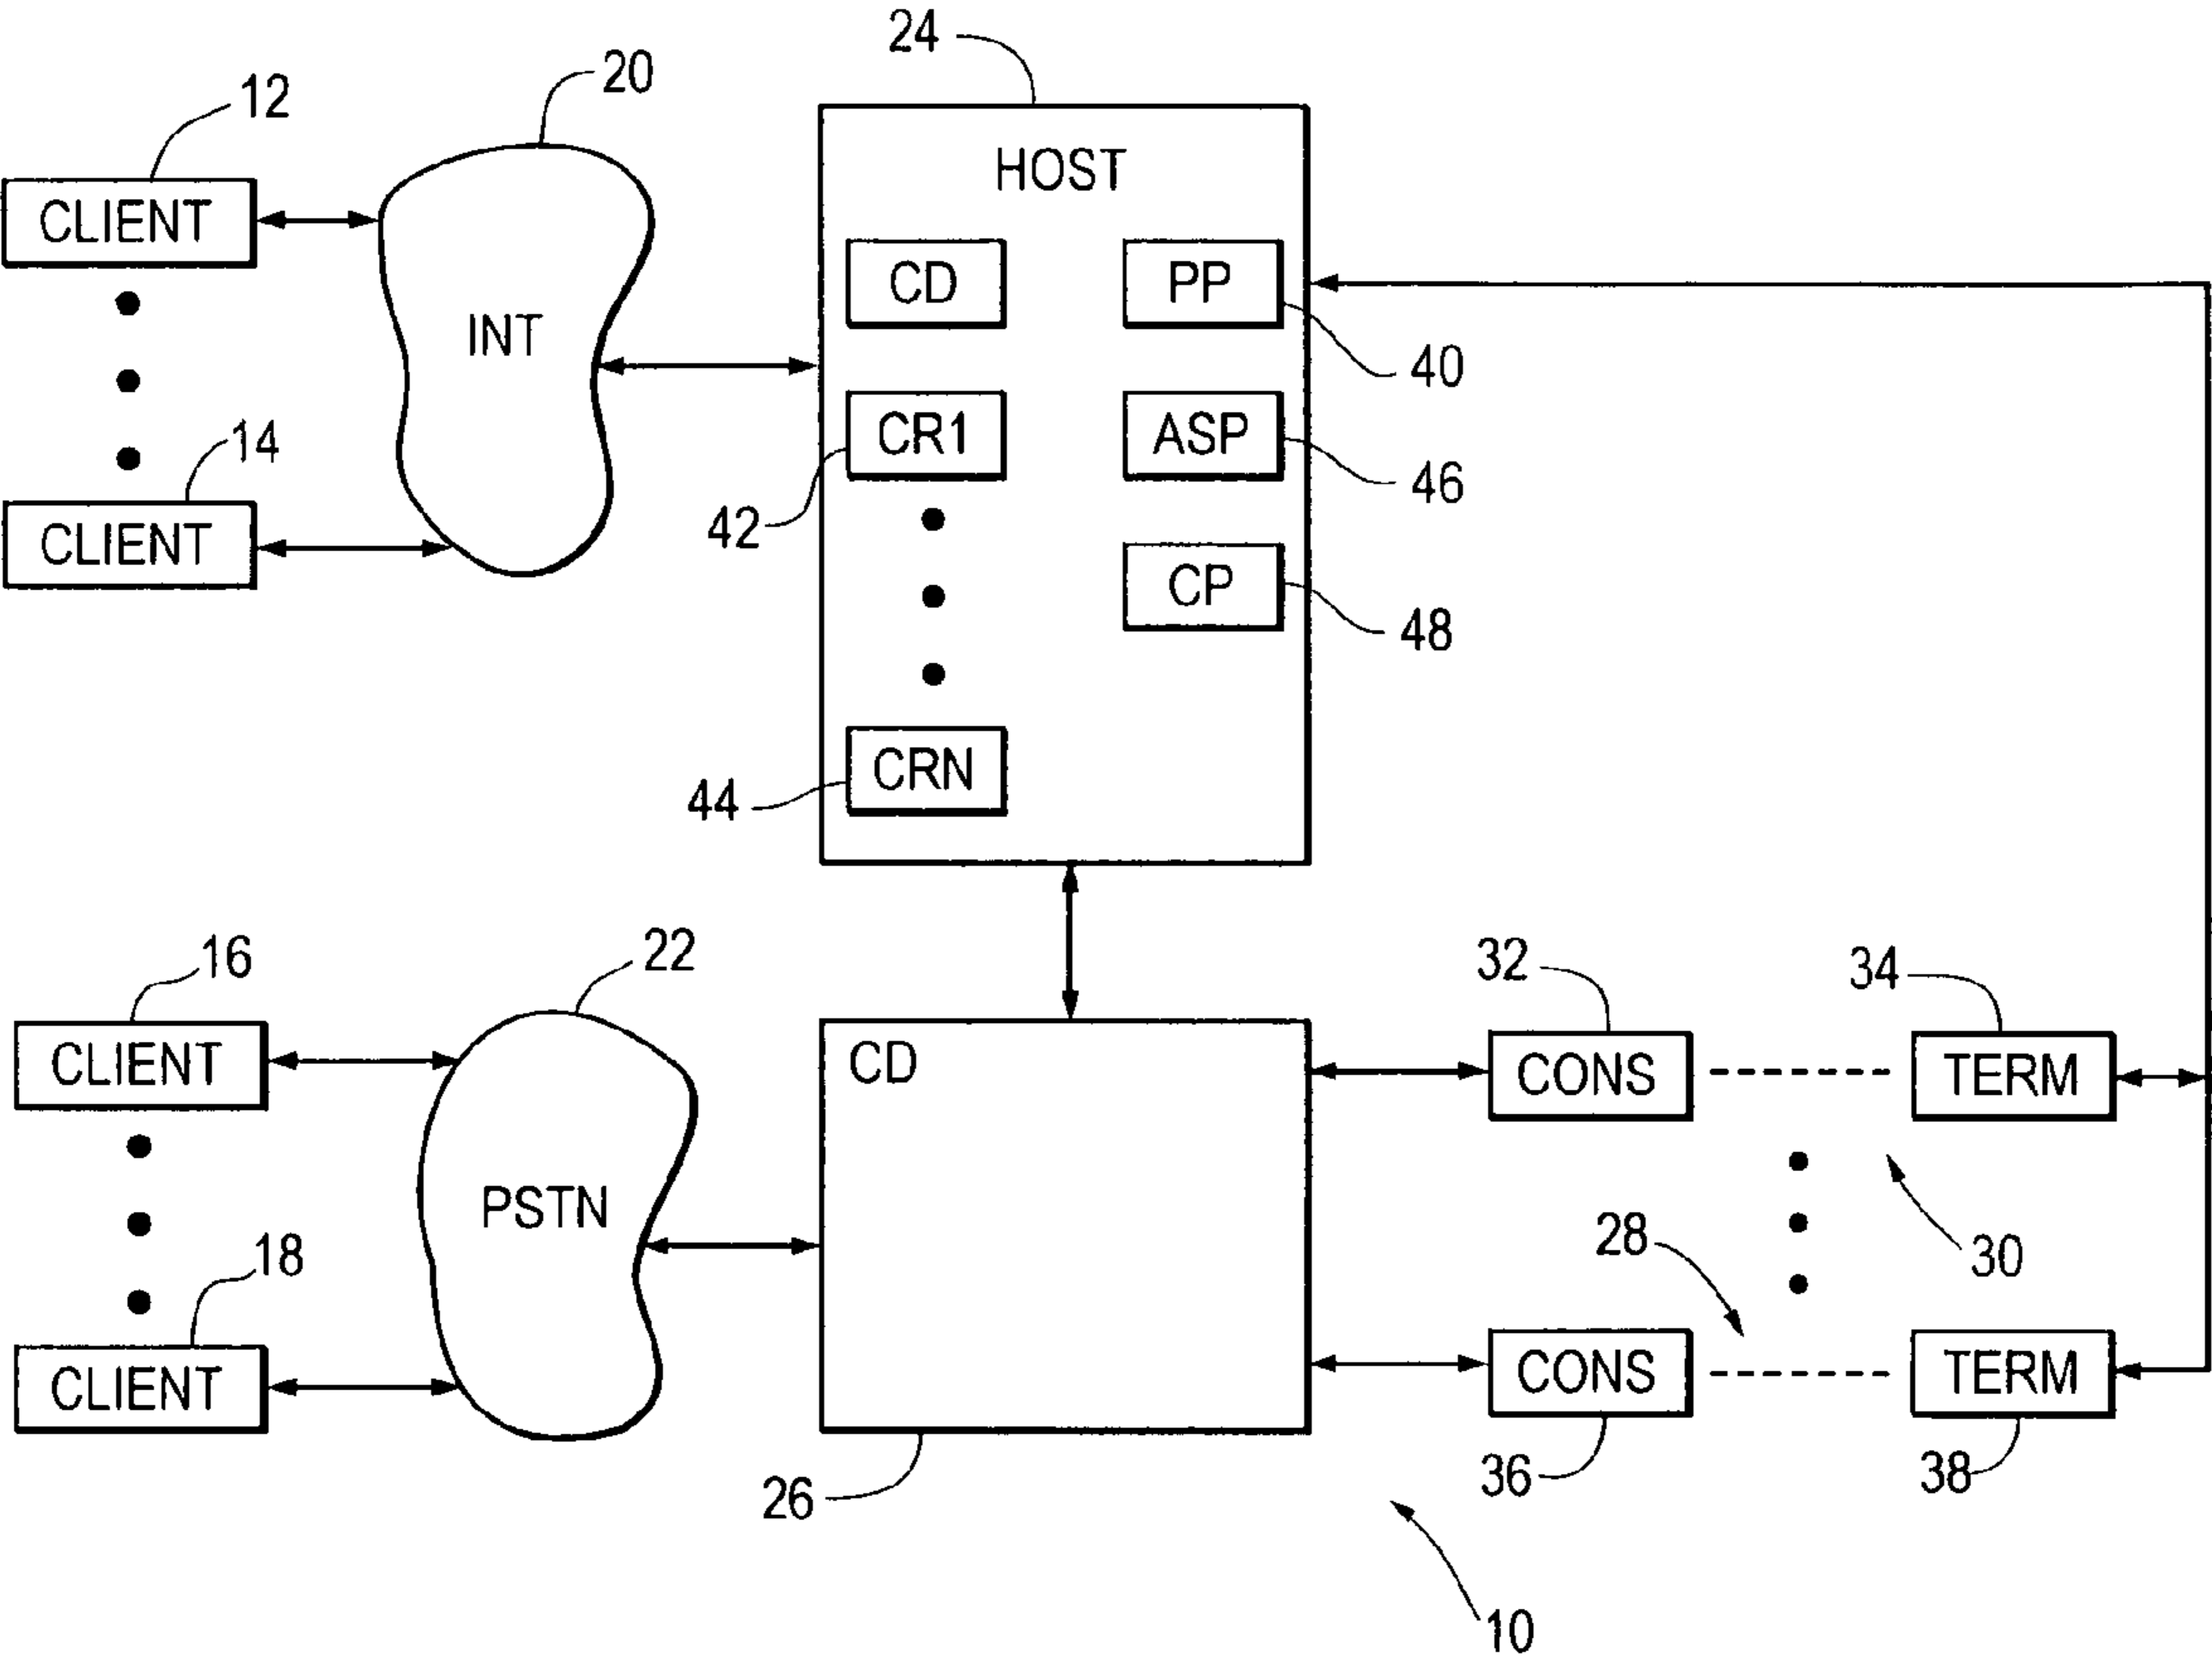 24
20
12
HOST
CLIENT
CD
PP
INT
40
14
CR1
ASP
46
42
CLIENT
CP
48
CRN
44
16
22
32
34
CLIENT
CD
CONS
TERM
PSTN
28
30
18
CLIENT
CONS
TERM
26
36
38
10